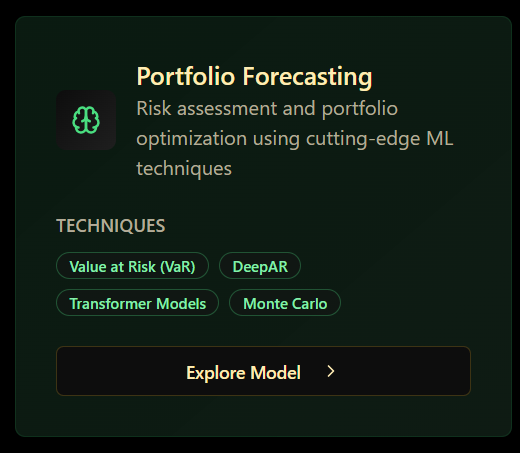 Portfolio Forecasting
Risk assessment and portfolio
optimization using cutting-edge ML
techniques
TECHNIQUES
Value at Risk (VaR)
DeepAR
Transformer Models
Monte Carlo
Explore Model